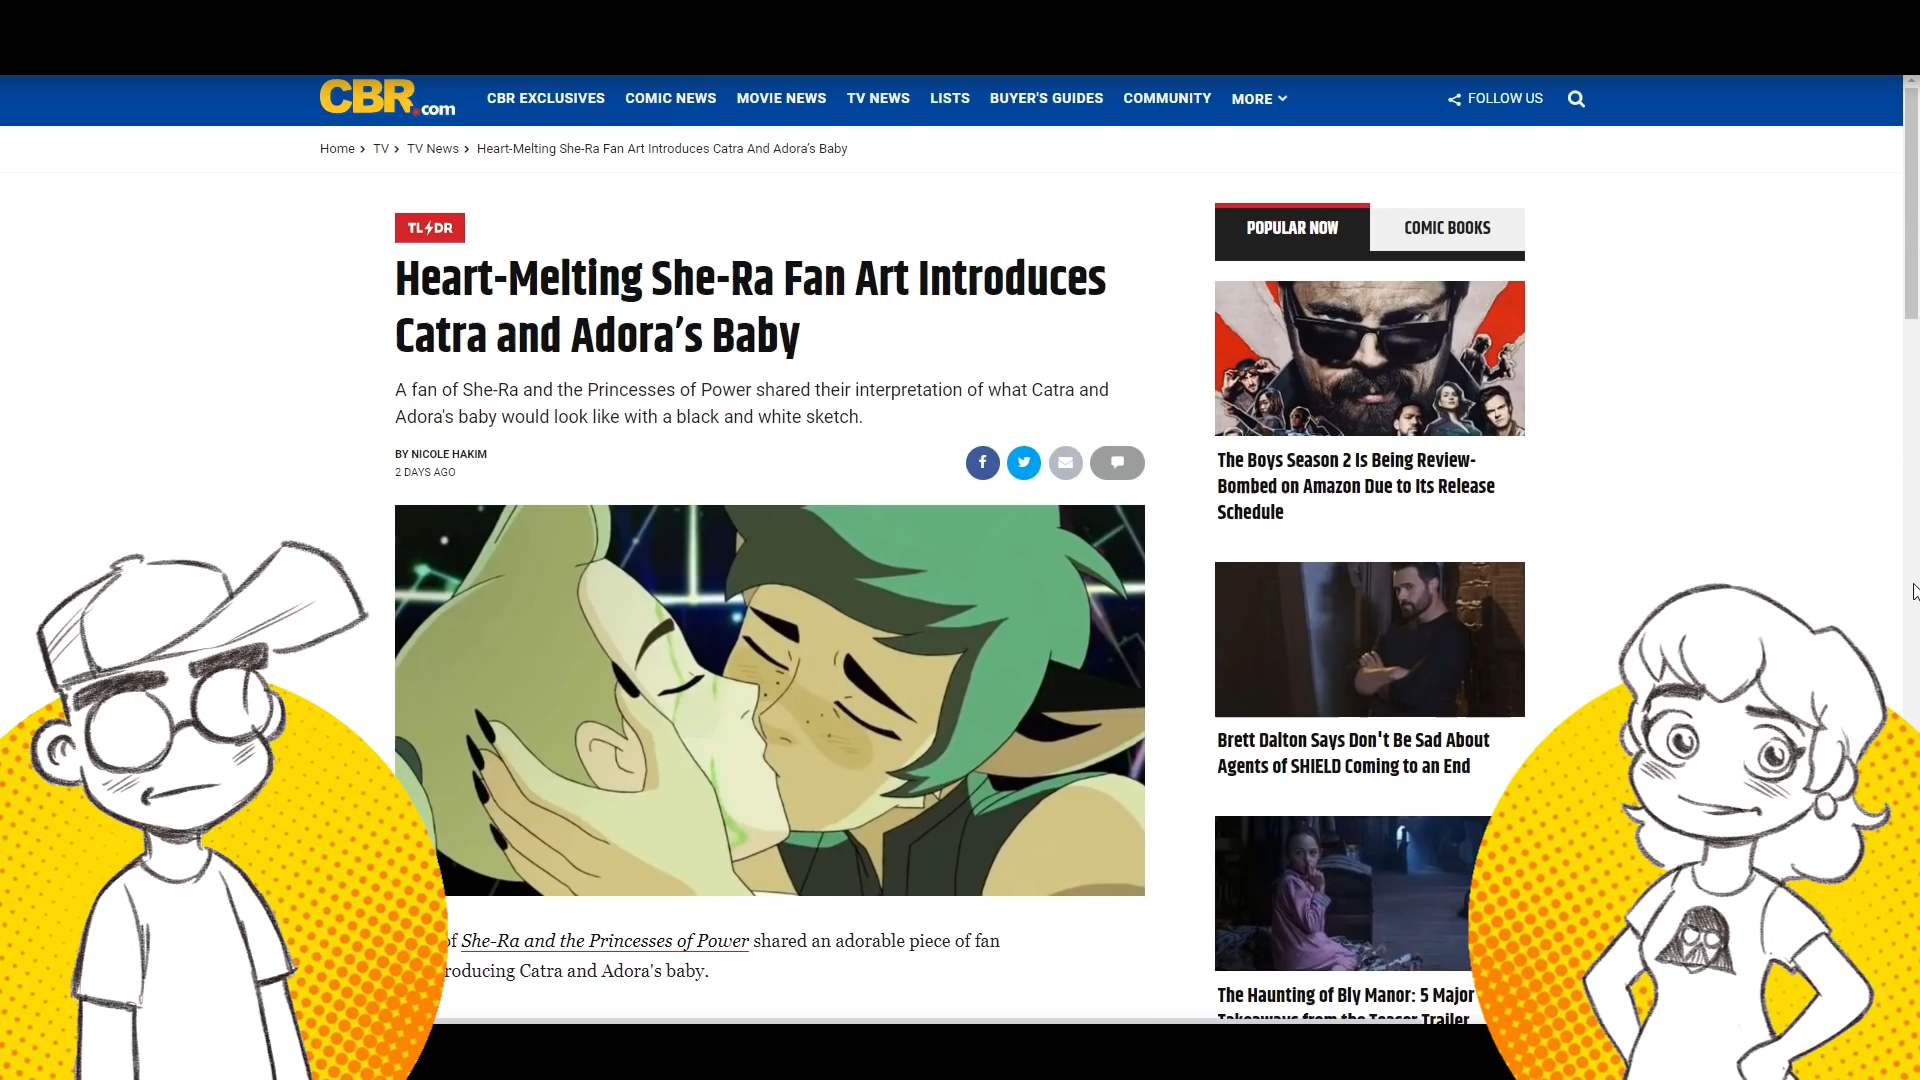 CBR.com
CBR EXCLUSIVES COMIC NEWS MOVIE NEWS TV NEWS LISTS BUYER'S GUIDES COMMUNITY MORE
FOLLOW US
Home > TV > TV News > Heart-Melting She-Ra Fan Art Introduces Catra And Adora’s Baby
TL DR
Heart-Melting She-Ra Fan Art Introduces
Catra and Adora’s Baby
A fan of She-Ra and the Princesses of Power shared their interpretation of what Catra and
Adora's baby would look like with a black and white sketch.
BY NICOLE HAKIM
2 DAYS AGO
of She-Ra and the Princesses of Power shared an adorable piece of fan
roducing Catra and Adora's baby.
POPULAR NOW
COMIC BOOKS
The Boys Season 2 Is Being Review-
Bombed on Amazon Due to Its Release
Schedule
Brett Dalton Says Don't Be Sad About
Agents of SHIELD Coming to an End
The Haunting of Bly Manor: 5 Major
Takeaways from the Teaser Trailer